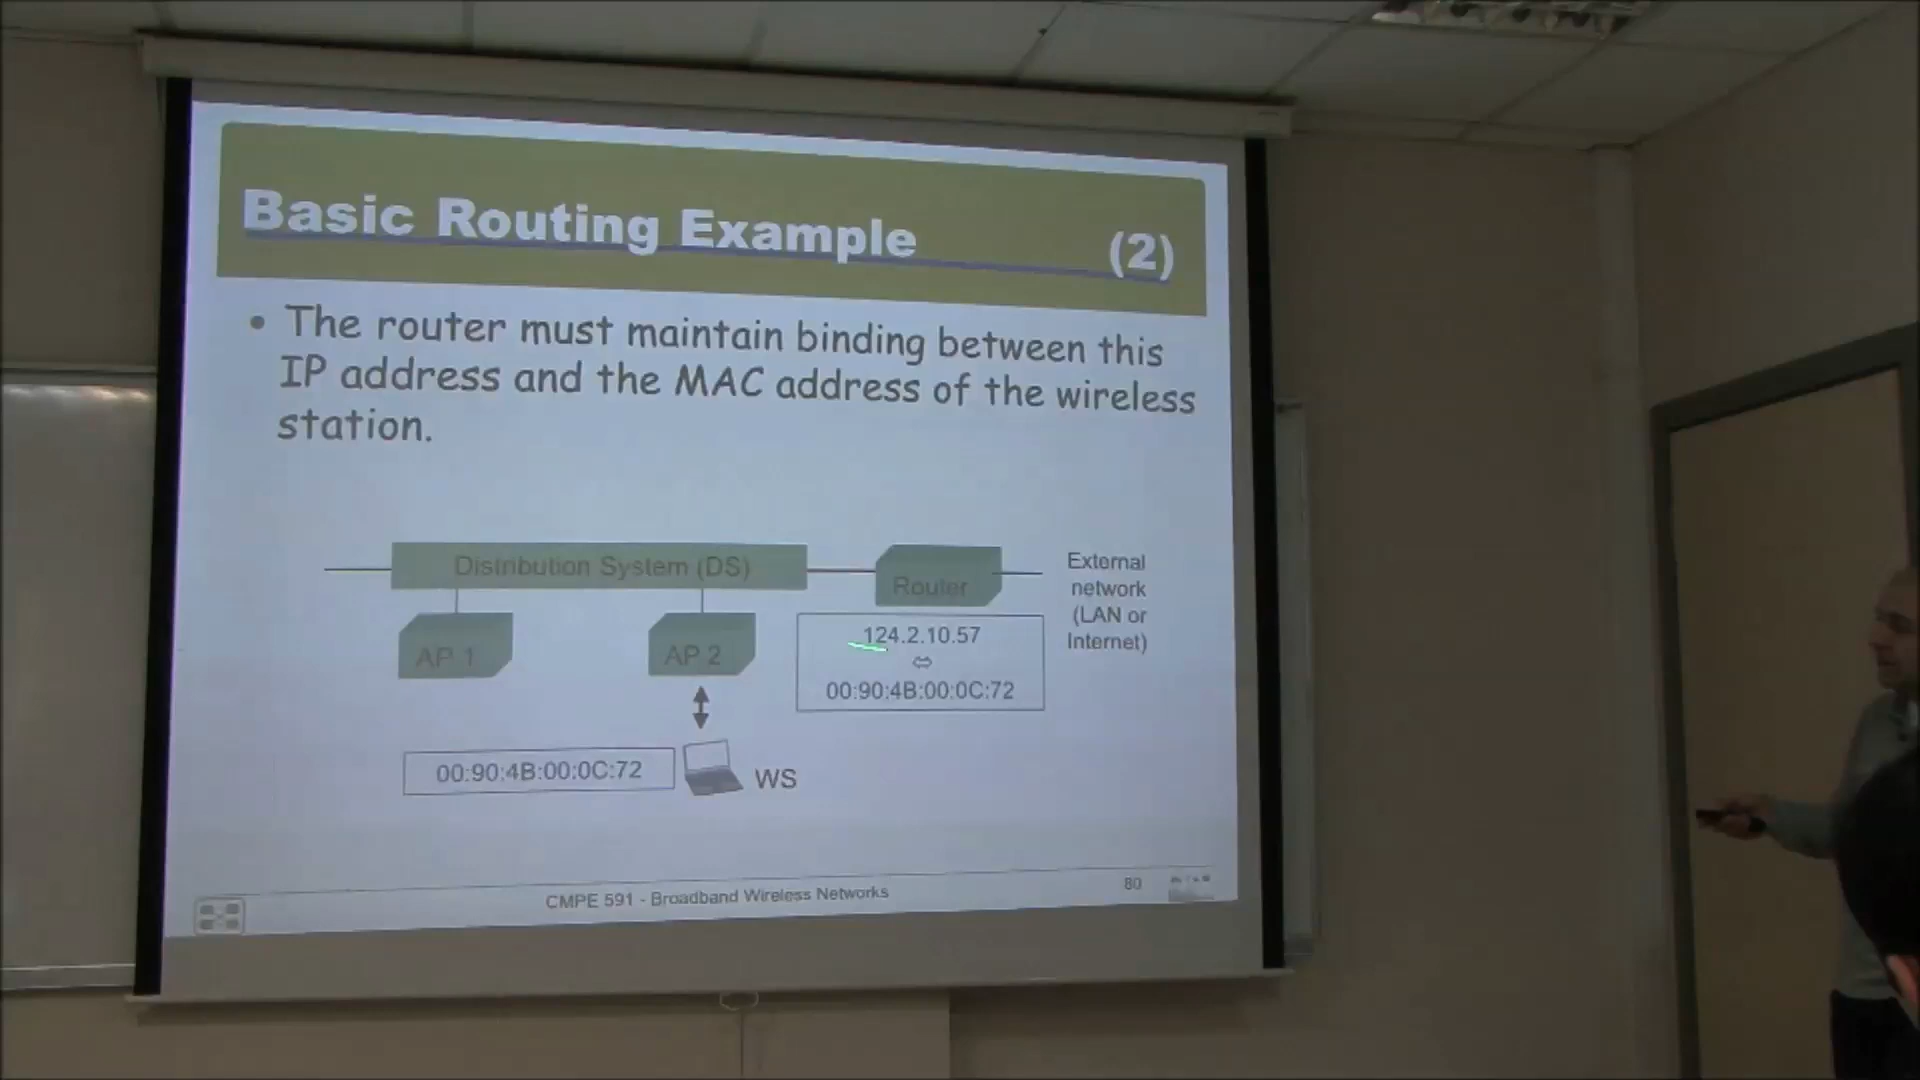 Basic Routing Example (2)
• The router must maintain binding between this
IP address and the MAC address of the wireless
station.
Distribution System (DS)
Router
External
network
(LAN or
Internet)
AP 1
AP 2
124.2.10.57
⇔
00:90:4B:00:0C:72
00:90:4B:00:0C:72
WS
CMPE 591 - Broadband Wireless Networks
80